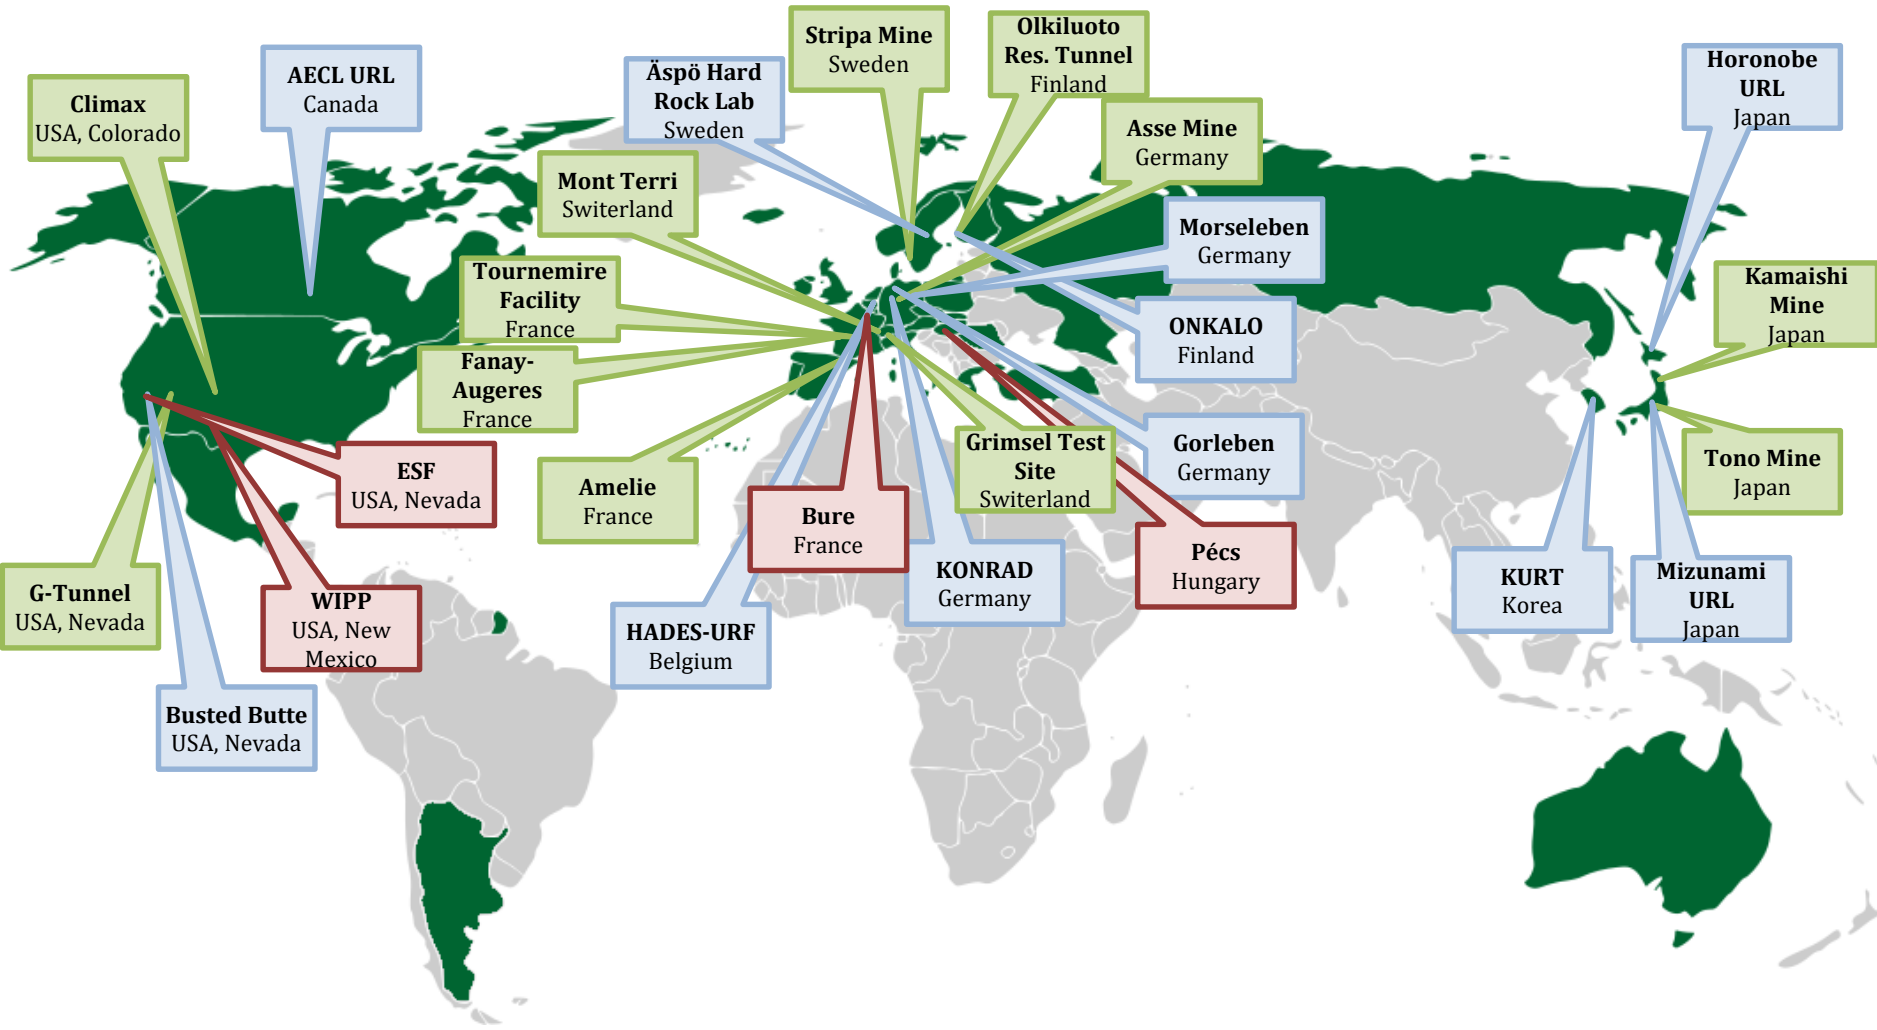 Stripa Mine
Sweden
Olkiluoto
Res. Tunnel
Finland
AECL URL
Canada
Äspö Hard
Rock Lab
Sweden
Horonobe
URL
Japan
Climax
USA, Colorado
Asse Mine
Germany
Mont Terri
Switerland
Morseleben
Germany
Tournemire
Facility
France
Kamaishi
Mine
Japan
ONKALO
Finland
Fanay-
Augeres
France
ESF
USA, Nevada
Amelie
France
Grimsel Test
Site
Switerland
Gorleben
Germany
Tono Mine
Japan
Bure
France
Pécs
Hungary
G-Tunnel
USA, Nevada
WIPP
USA, New
Mexico
KONRAD
Germany
KURT
Korea
Mizunami
URL
Japan
HADES-URF
Belgium
Busted Butte
USA, Nevada